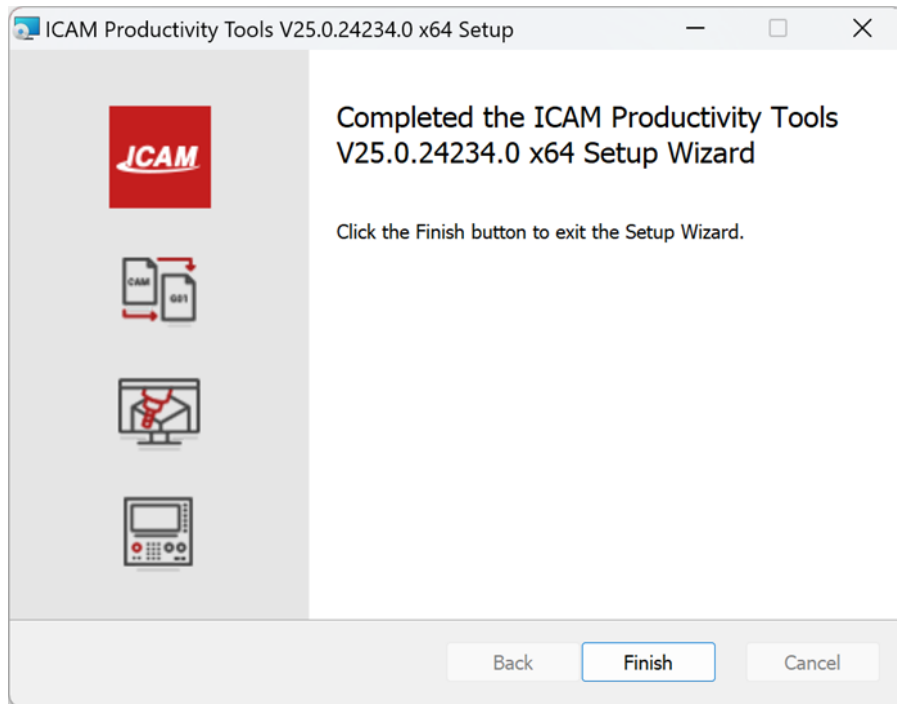 ICAM Productivity Tools V25.0.24234.0 x64 Setup
ICAM
Completed the ICAM Productivity Tools
V25.0.24234.0 x64 Setup Wizard
Click the Finish button to exit the Setup Wizard.
CAM
G01
Back
Finish
Cancel